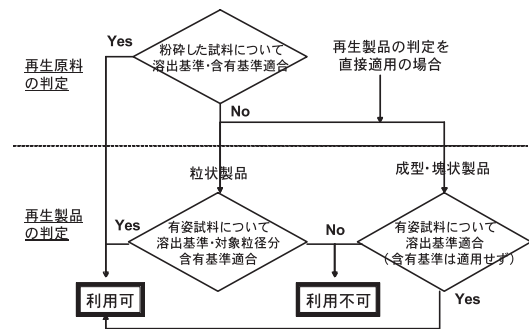 Yes
粉砕した試料について
溶出基準・含有基準適合
再生製品の判定を
直接適用の場合
再生原料
の判定
No
粒状製品
成型・塊状製品
再生製品
の判定
Yes
有姿試料について
溶出基準・対象粒径分
含有基準適合
No
有姿試料について
溶出基準適合
（含有基準は適用せず）
利用可
利用不可
Yes